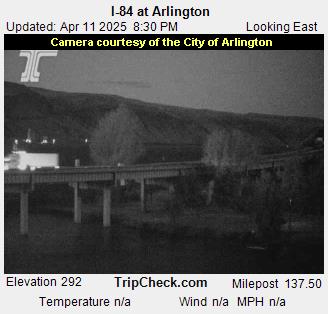 I-84 at Arlington
Updated: Apr 11 2025 8:30 PM Looking East
Camera courtesy of the City of Arlington
Elevation 292 TripCheck.com Milepost 137.50
Temperature n/a Wind n/a MPH n/a